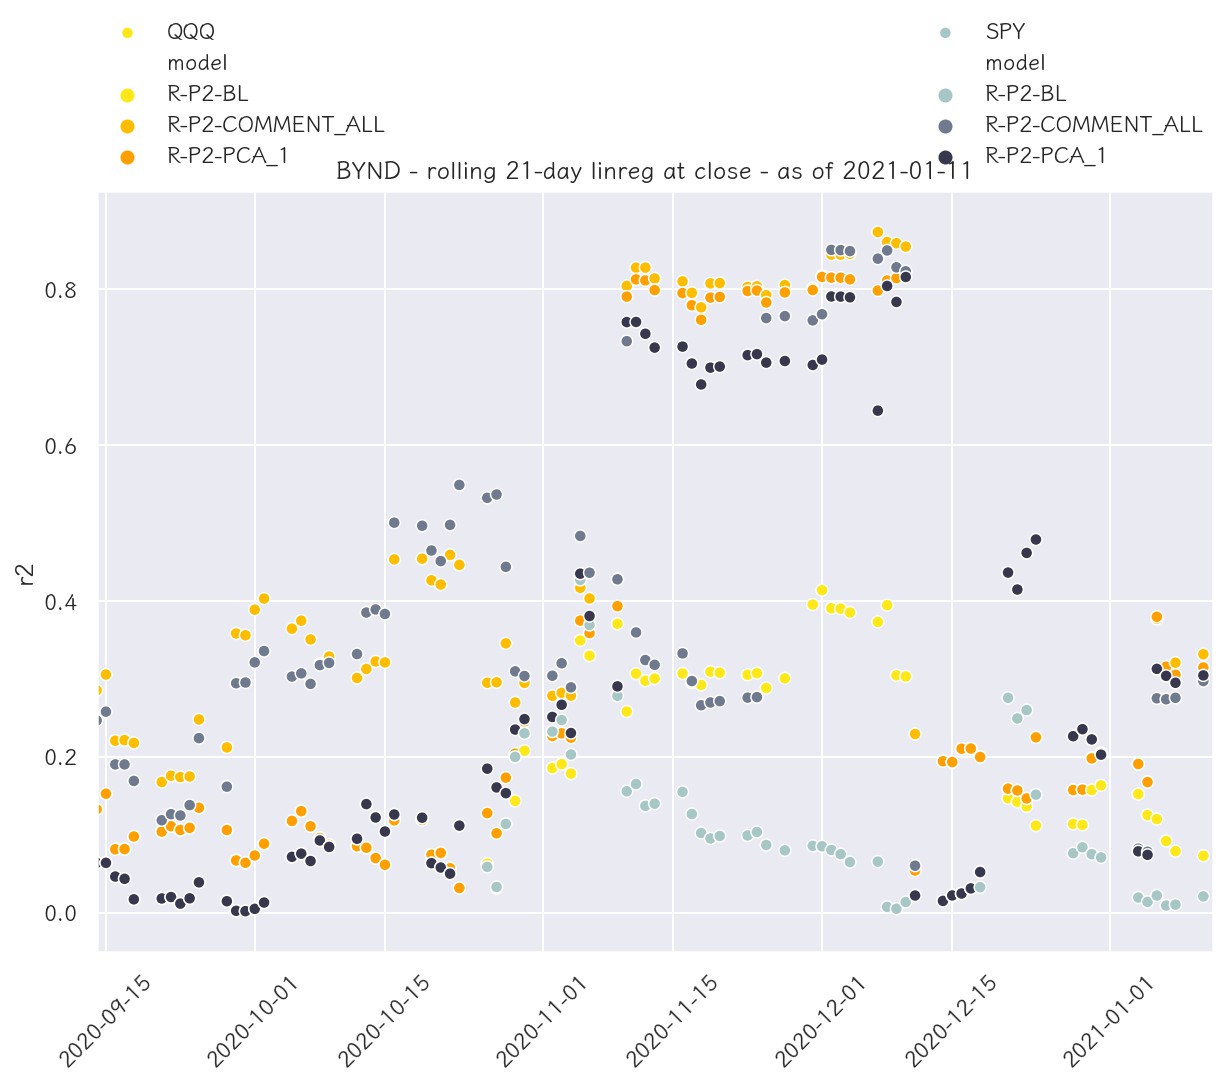 QQQ
model
R-P2-BL
R-P2-COMMENT_ALL
R-P2-PCA_1
SPY
model
R-P2-BL
R-P2-COMMENT_ALL
R-P2-PCA_1
BYND - rolling 21-day linreg at close - as of 2021-01-11
r2
0.8
0.6
0.4
0.2
0.0
2020-09-15
2020-10-01
2020-10-15
2020-11-01
2020-11-15
2020-12-01
2020-12-15
2021-01-01